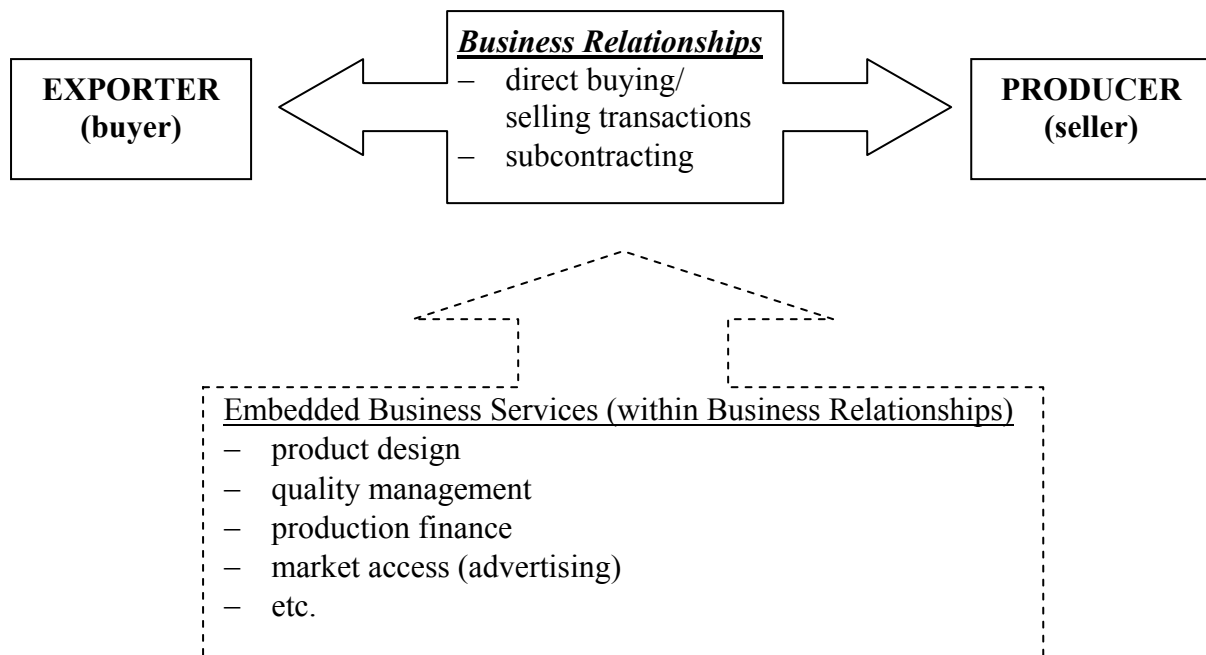 EXPORTER
(buyer)
Business Relationships
– direct buying/
selling transactions
– subcontracting
PRODUCER
(seller)
Embedded Business Services (within Business Relationships)
– product design
– quality management
– production finance
– market access (advertising)
– etc.